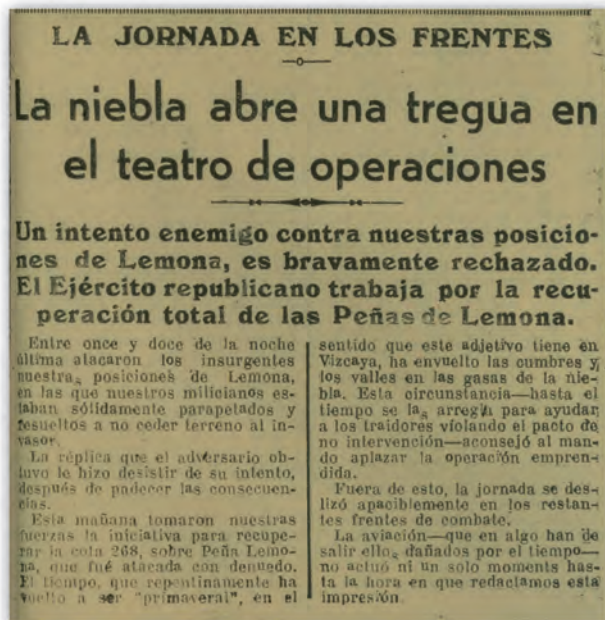 LA JORNADA EN LOS FRENTES
La niebla abre una tregua en
el teatro de operaciones
Un intento enemigo contra nuestras posicio-
nes de Lemona, es bravamente rechazado.
El Ejército republicano trabaja por la recu-
peración total de las Peñas de Lemona.
Entre once y doce de la noche
última atacaron los insurgentes
nuestras posiciones de Lemona,
en las que nuestros milicianos es-
taban sólidamente parapetados y
resueltos a no ceder terreno al in-
vasor.
La réplica que el adversario ob-
tuvo le hizo desistir de su intento,
después de padecer las consecuen-
cias.
Esta mañana tomaron nuestras
fuerzas la iniciativa para recupe-
rar la cota 268, sobre Peña Lemo-
na, que fué atacada con denuedo.
El tiempo, que repentinamente ha
vuelto a ser "primaveral", en el
sentido que este adjetivo tiene en
Vizcaya, ha envuelto las cumbres y
los valles en las gasas de la nie-
bla. Esta circunstancia—hasta el
tiempo se las arregla para ayudar
a los traidores violando el pacto de
no intervención—aconsejó al man-
do aplazar la operación empren-
dida.
Fuera de esto, la jornada se des-
lizó apaciblemente en los restan-
tes frentes de combate.
La aviación—que en algo han de
salir ellos dañados por el tiempo—
no actuó ni un solo moments has-
ta la hora en que redactamos esta
impresión